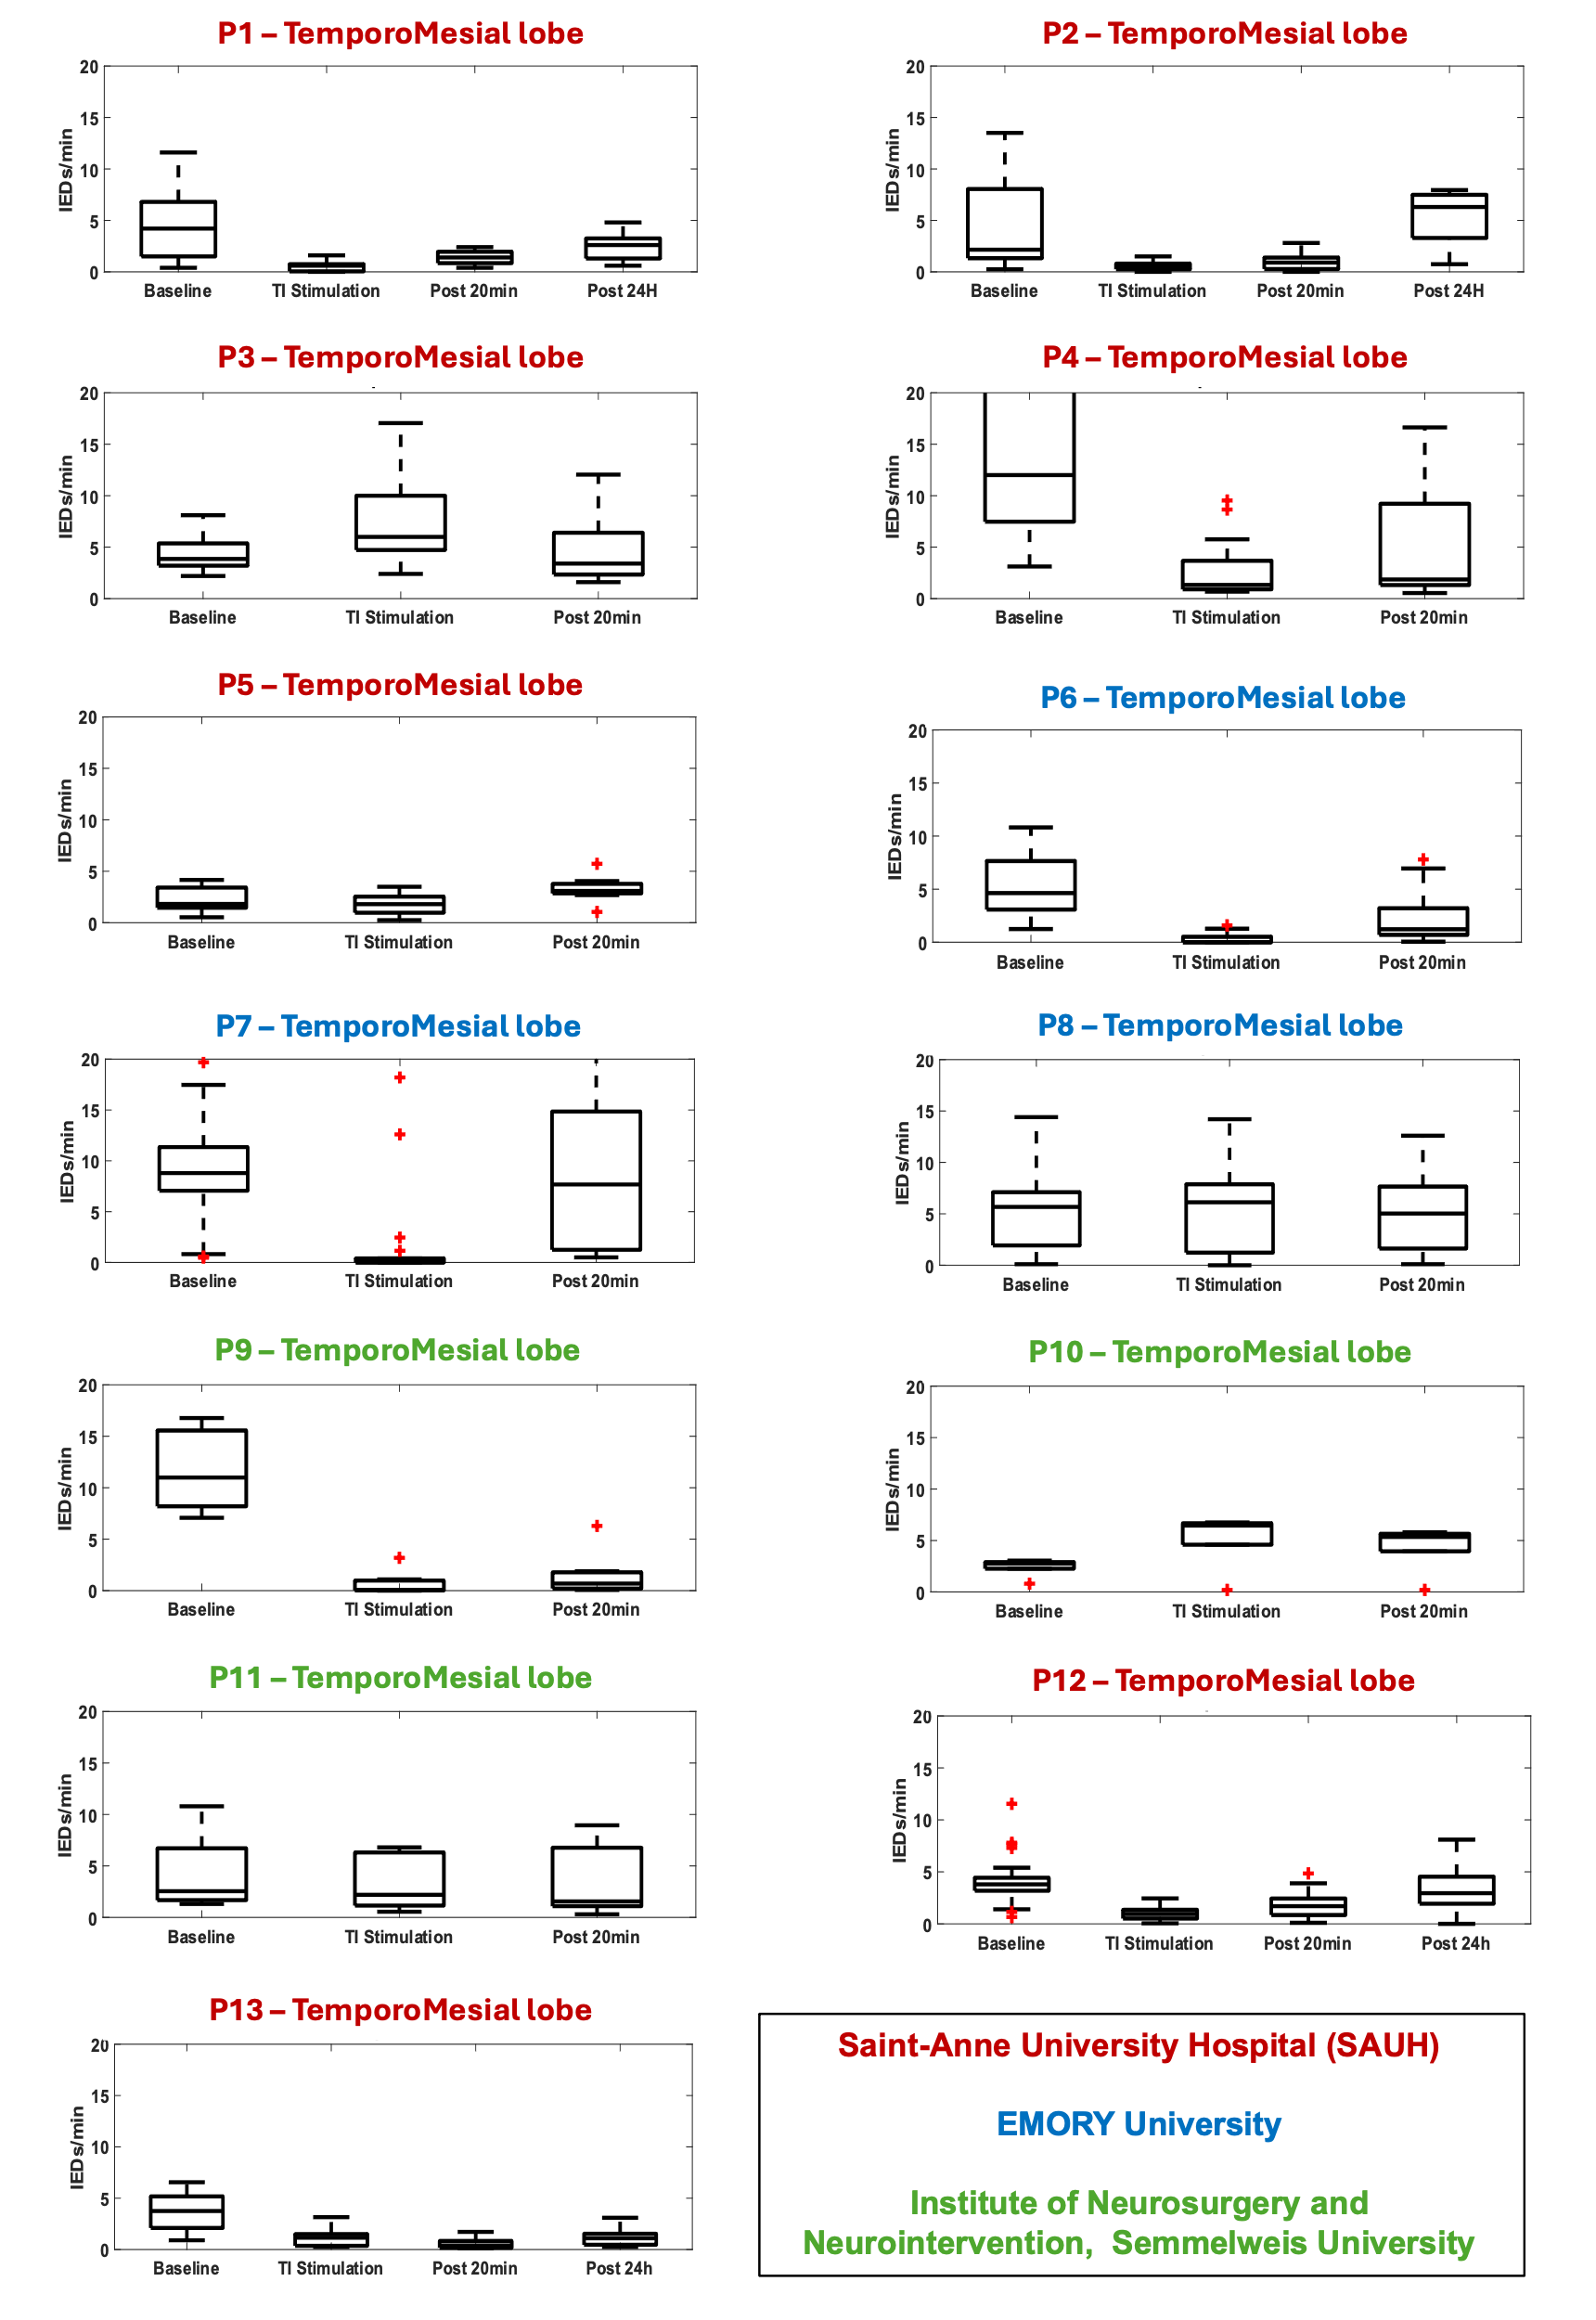 P1 – TemporoMesial lobe
20
15
10
5
0
IEDs/min
Baseline TI Stimulation Post 20min Post 24H
P2 – TemporoMesial lobe
20
15
10
5
0
IEDs/min
Baseline TI Stimulation Post 20min Post 24H
P3 – TemporoMesial lobe
20
15
10
5
0
IEDs/min
Baseline TI Stimulation Post 20min
P4 – TemporoMesial lobe
20
15
10
5
0
IEDs/min
Baseline TI Stimulation Post 20min
P5 – TemporoMesial lobe
20
15
10
5
0
IEDs/min
Baseline TI Stimulation Post 20min
P6 – TemporoMesial lobe
20
15
10
5
0
IEDs/min
Baseline TI Stimulation Post 20min
P7 – TemporoMesial lobe
20
15
10
5
0
IEDs/min
Baseline TI Stimulation Post 20min
P8 – TemporoMesial lobe
20
15
10
5
0
IEDs/min
Baseline TI Stimulation Post 20min
P9 – TemporoMesial lobe
20
15
10
5
0
IEDs/min
Baseline TI Stimulation Post 20min
P10 – TemporoMesial lobe
20
15
10
5
0
IEDs/min
Baseline TI Stimulation Post 20min
P11 – TemporoMesial lobe
20
15
10
5
0
IEDs/min
Baseline TI Stimulation Post 20min
P12 – TemporoMesial lobe
20
15
10
5
0
IEDs/min
Baseline TI Stimulation Post 20min Post 24h
P13 – TemporoMesial lobe
20
15
10
5
0
IEDs/min
Baseline TI Stimulation Post 20min Post 24h
Saint-Anne University Hospital (SAUH)
EMORY University
Institute of Neurosurgery and
Neurointervention, Semmelweis University